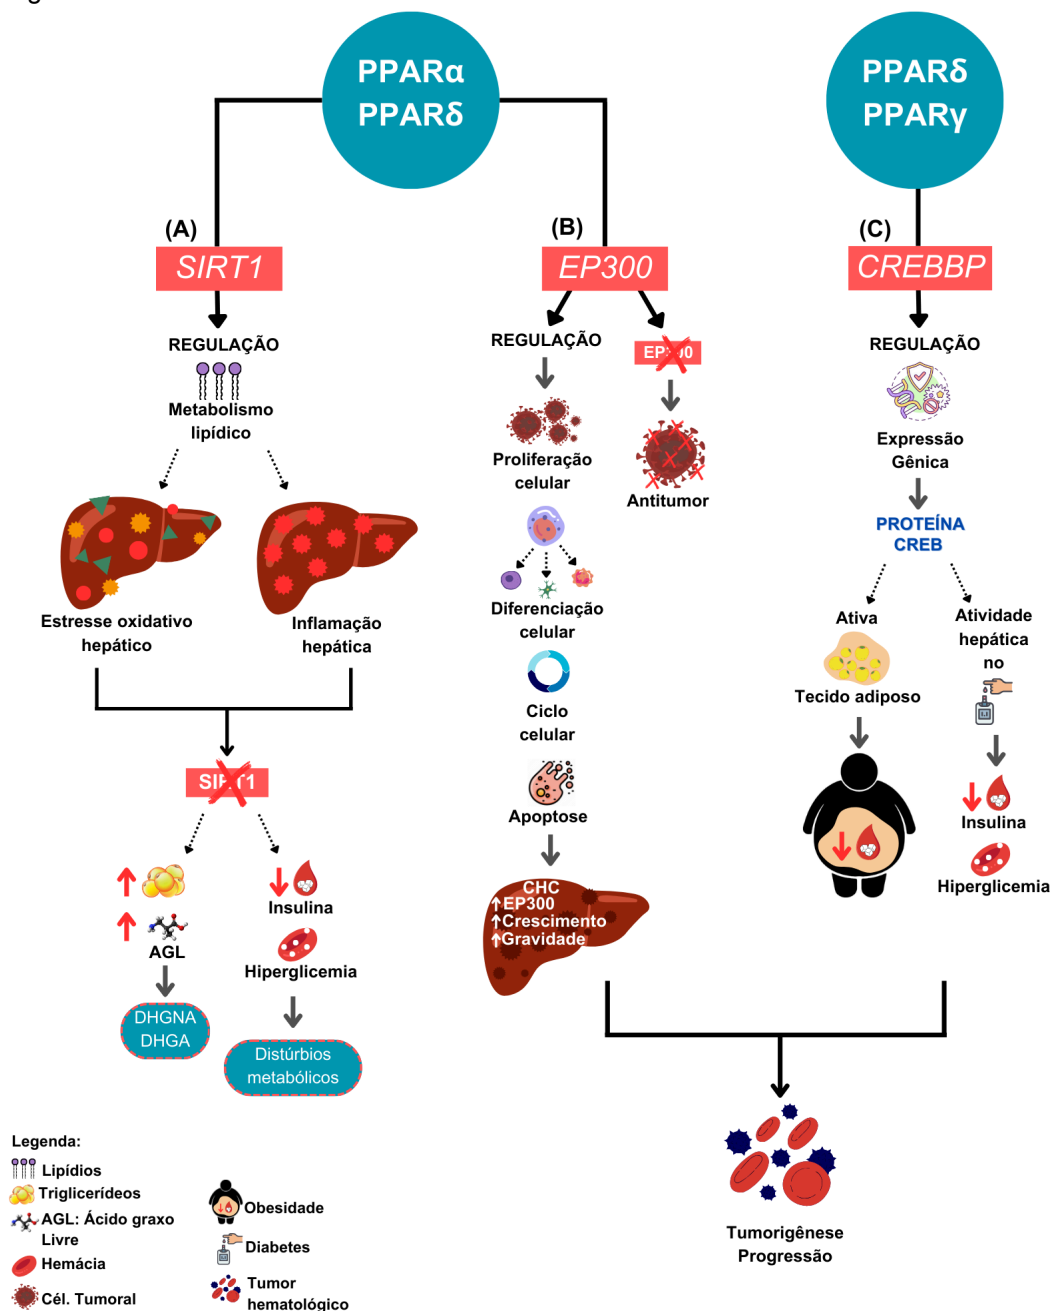 PPARα
PPARδ
PPARδ
PPARγ
(A)
SIRT1
(B)
EP300
(C)
CREBBP
REGULAÇÃO
Metabolismo
lipídico
Estresse oxidativo
hepático
Inflamação
hepática
SIRT1
AGL
DHGNA
DHGA
Insulina
Hiperglicemia
Distúrbios
metabólicos
REGULAÇÃO
Proliferação
celular
Diferenciação
celular
Ciclo
celular
Apoptose
CHC
↑EP300
↑Crescimento
↑Gravidade
EP300
Antitumor
REGULAÇÃO
Expressão
Gênica
PROTEÍNA
CREB
Ativa
Tecido adiposo
Atividade
hepática
no
Insulina
Hiperglicemia
Tumorigênese
Progressão
Legenda:
Lipídios
Triglicerídeos
AGL: Ácido graxo
Livre
Hemácia
Cél. Tumoral
Obesidade
Diabetes
Tumor
hematológico